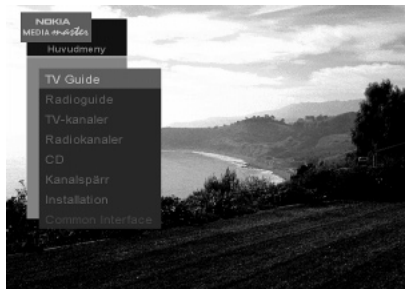 NOKIA
MEDIA master
Huvudmeny
TV Guide
Radioguide
TV-kanaler
Radiokanaler
CD
Kanalspärr
Installation
Common Interface